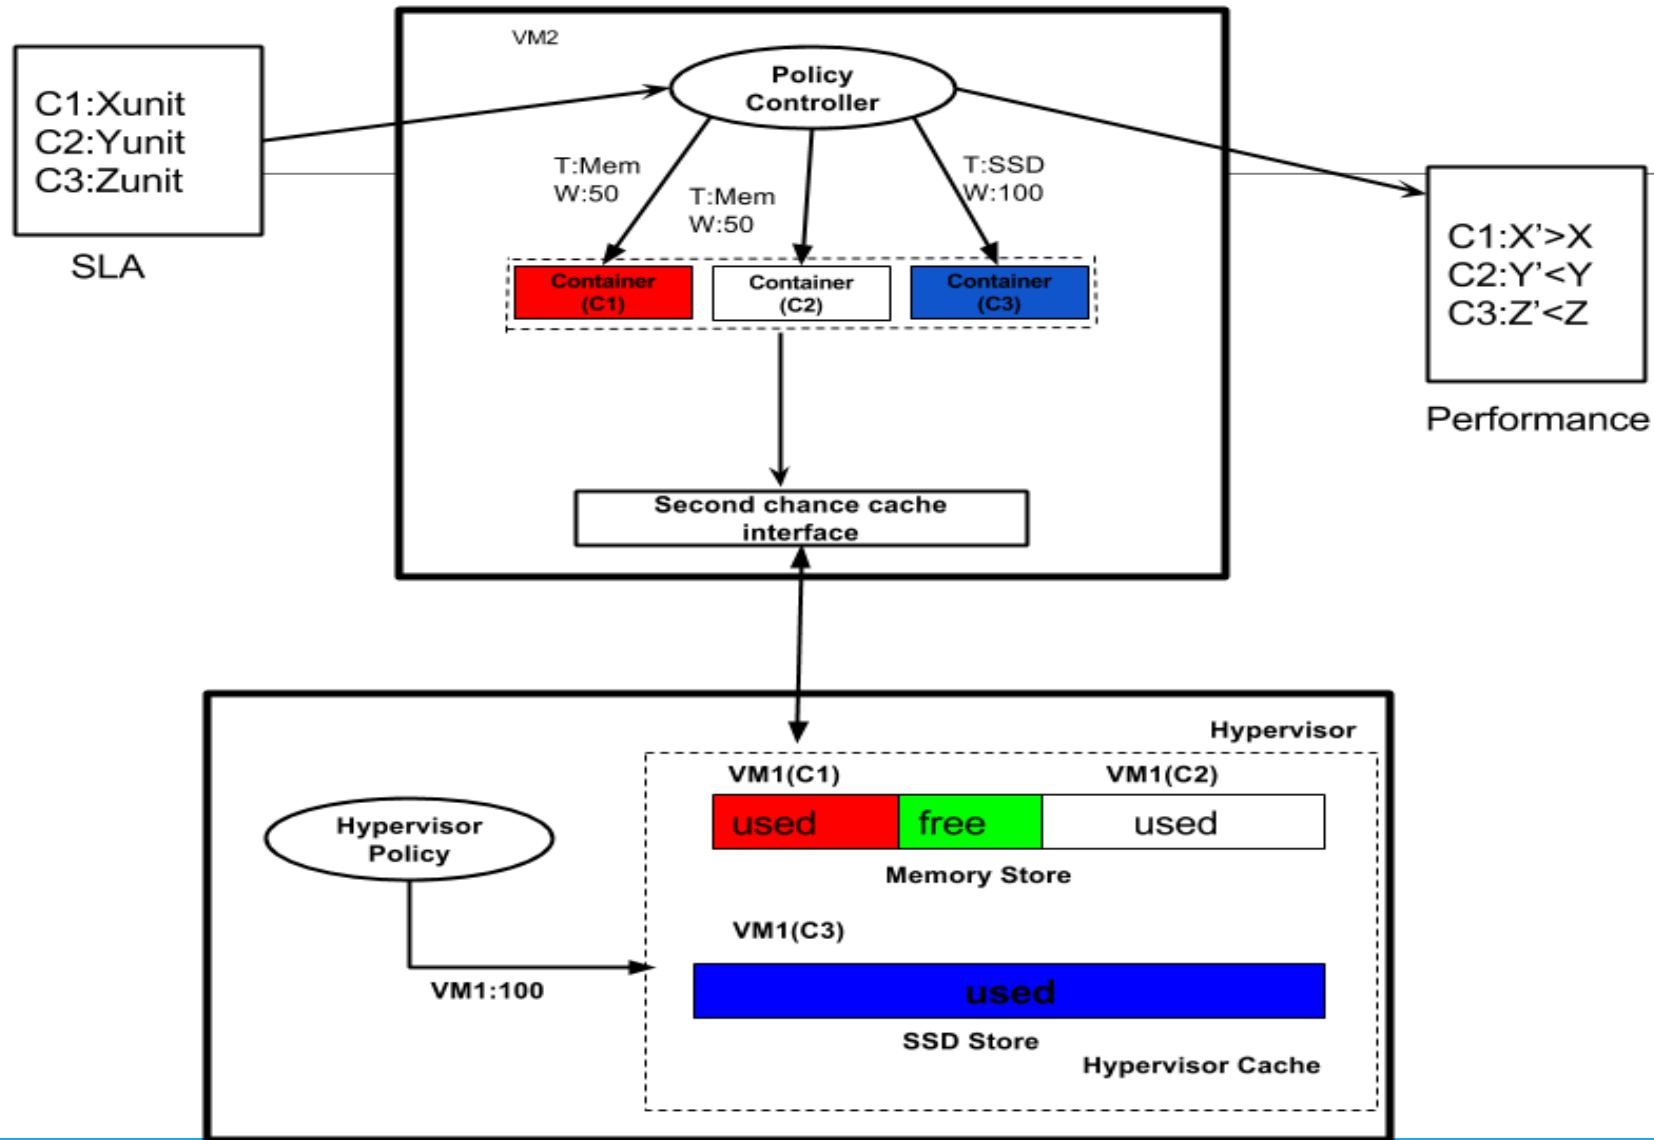 VM2
C1:Xunit
C2:Yunit
C3:Zunit
SLA
Policy
Controller
T:Mem
W:50
T:Mem
W:50
T:SSD
W:100
Container
(C1)
Container
(C2)
Container
(C3)
C1:X'>X
C2:Y'<Y
C3:Z'<Z
Performance
Second chance cache
interface
Hypervisor
VM1(C1)
VM1(C2)
used
free
used
Memory Store
Hypervisor
Policy
VM1:100
VM1(C3)
used
SSD Store
Hypervisor Cache